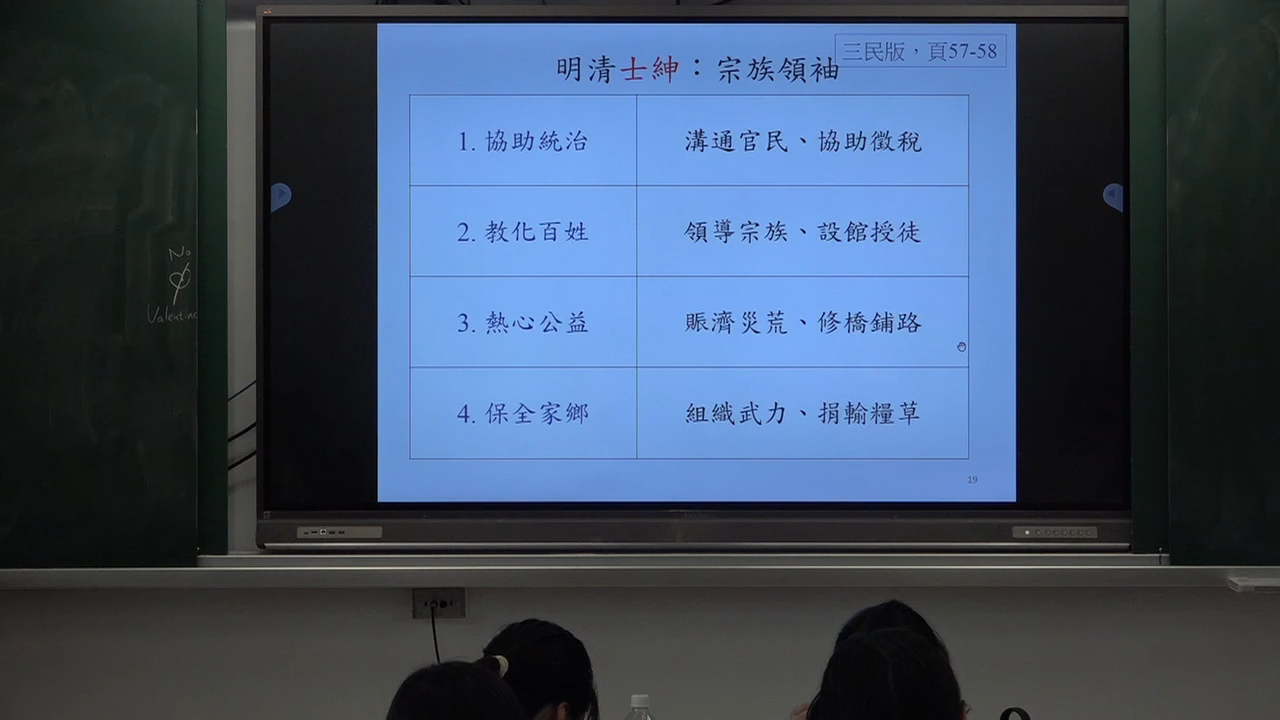 三民版，頁57-58
明清士紳：宗族領袖
1. 協助統治 溝通官民、協助徵稅
2. 教化百姓 領導宗族、設館授徒
3. 熱心公益 賑濟災荒、修橋鋪路
4. 保全家鄉 組織武力、捐輸糧草
19
No
Valentino